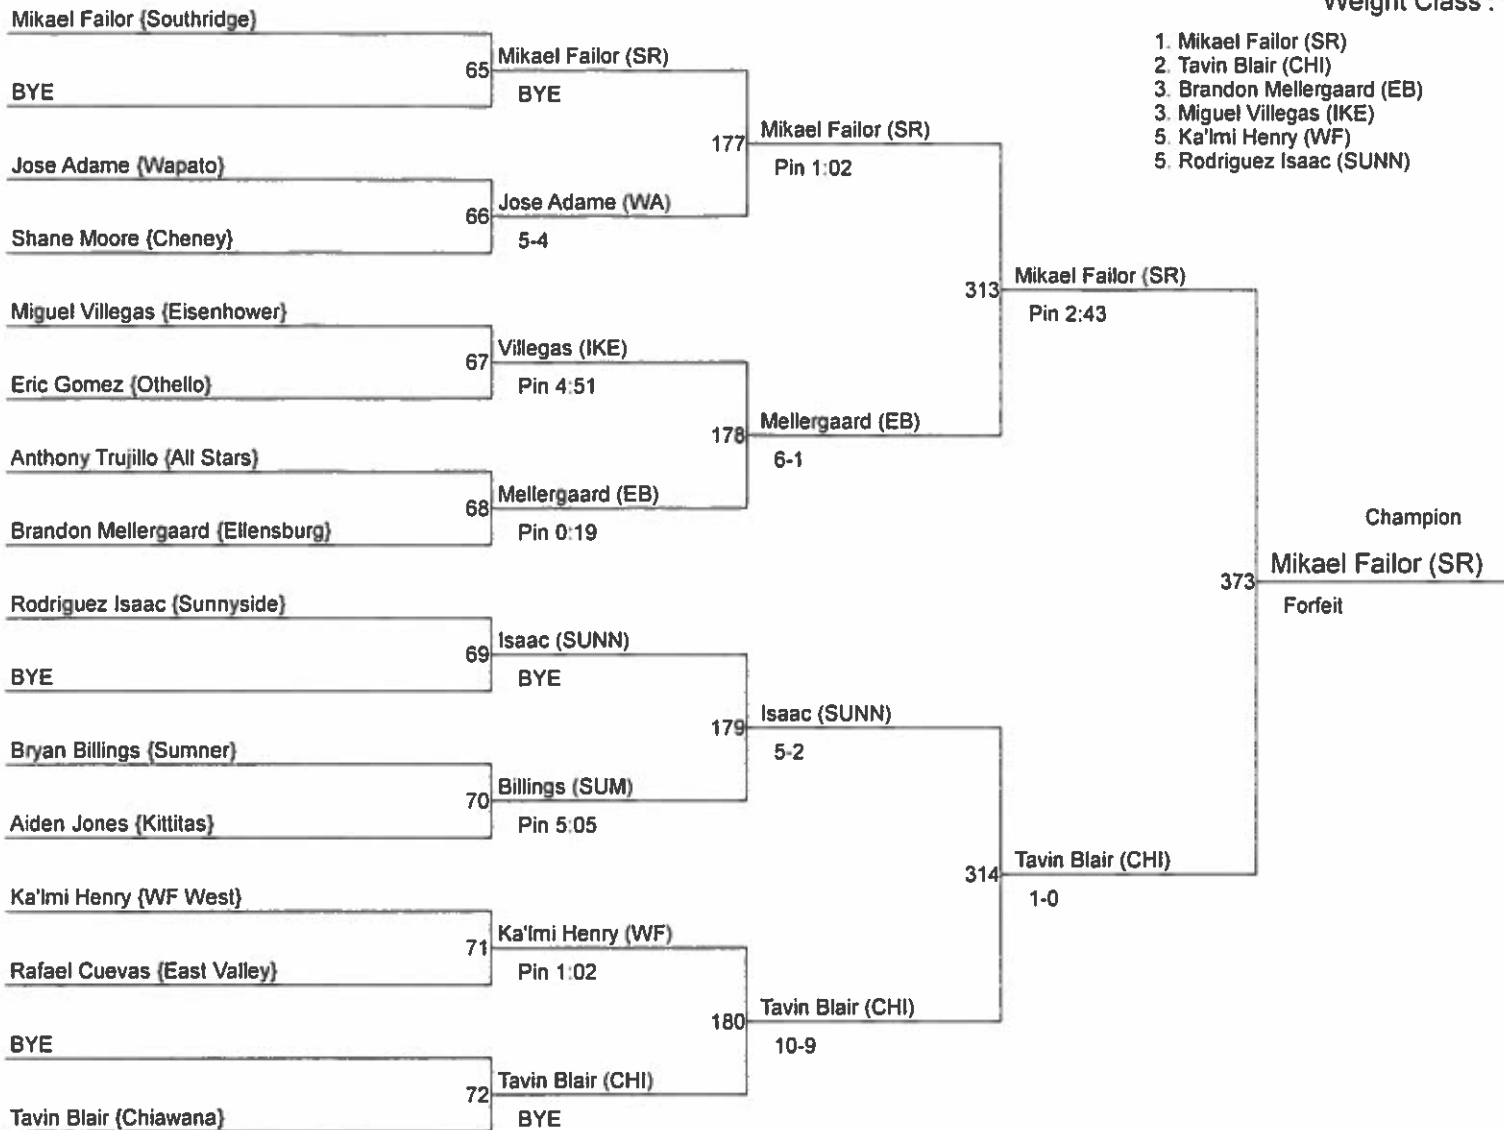 Weight Class :
1. Mikael Failor (SR)
2. Tavin Blair (CHI)
3. Brandon Mellergaard (EB)
3. Miguel Villegas (IKE)
5. Ka'Imi Henry (WF)
5. Rodriguez Isaac (SUNN)
Mikael Failor {Southridge}
BYE
Jose Adame {Wapato}
Shane Moore {Cheney}
Miguel Villegas {Eisenhower}
Eric Gomez {Othello}
Anthony Trujillo {All Stars}
Brandon Mellergaard {Ellensburg}
Rodriguez Isaac {Sunnyside}
BYE
Bryan Billings {Sumner}
Aiden Jones {Kittitas}
Ka'Imi Henry {WF West}
Rafael Cuevas {East Valley}
BYE
Tavin Blair {Chiawana}
65 Mikael Failor (SR)
BYE
66 Jose Adame (WA)
5-4
67 Villegas (IKE)
Pin 4:51
68 Mellergaard (EB)
Pin 0:19
69 Isaac (SUNN)
BYE
70 Billings (SUM)
Pin 5:05
71 Ka'Imi Henry (WF)
Pin 1:02
72 Tavin Blair (CHI)
BYE
177 Mikael Failor (SR)
Pin 1:02
178 Mellergaard (EB)
6-1
179 Isaac (SUNN)
5-2
180 Tavin Blair (CHI)
10-9
313 Mikael Failor (SR)
Pin 2:43
314 Tavin Blair (CHI)
1-0
Champion
373 Mikael Failor (SR)
Forfeit